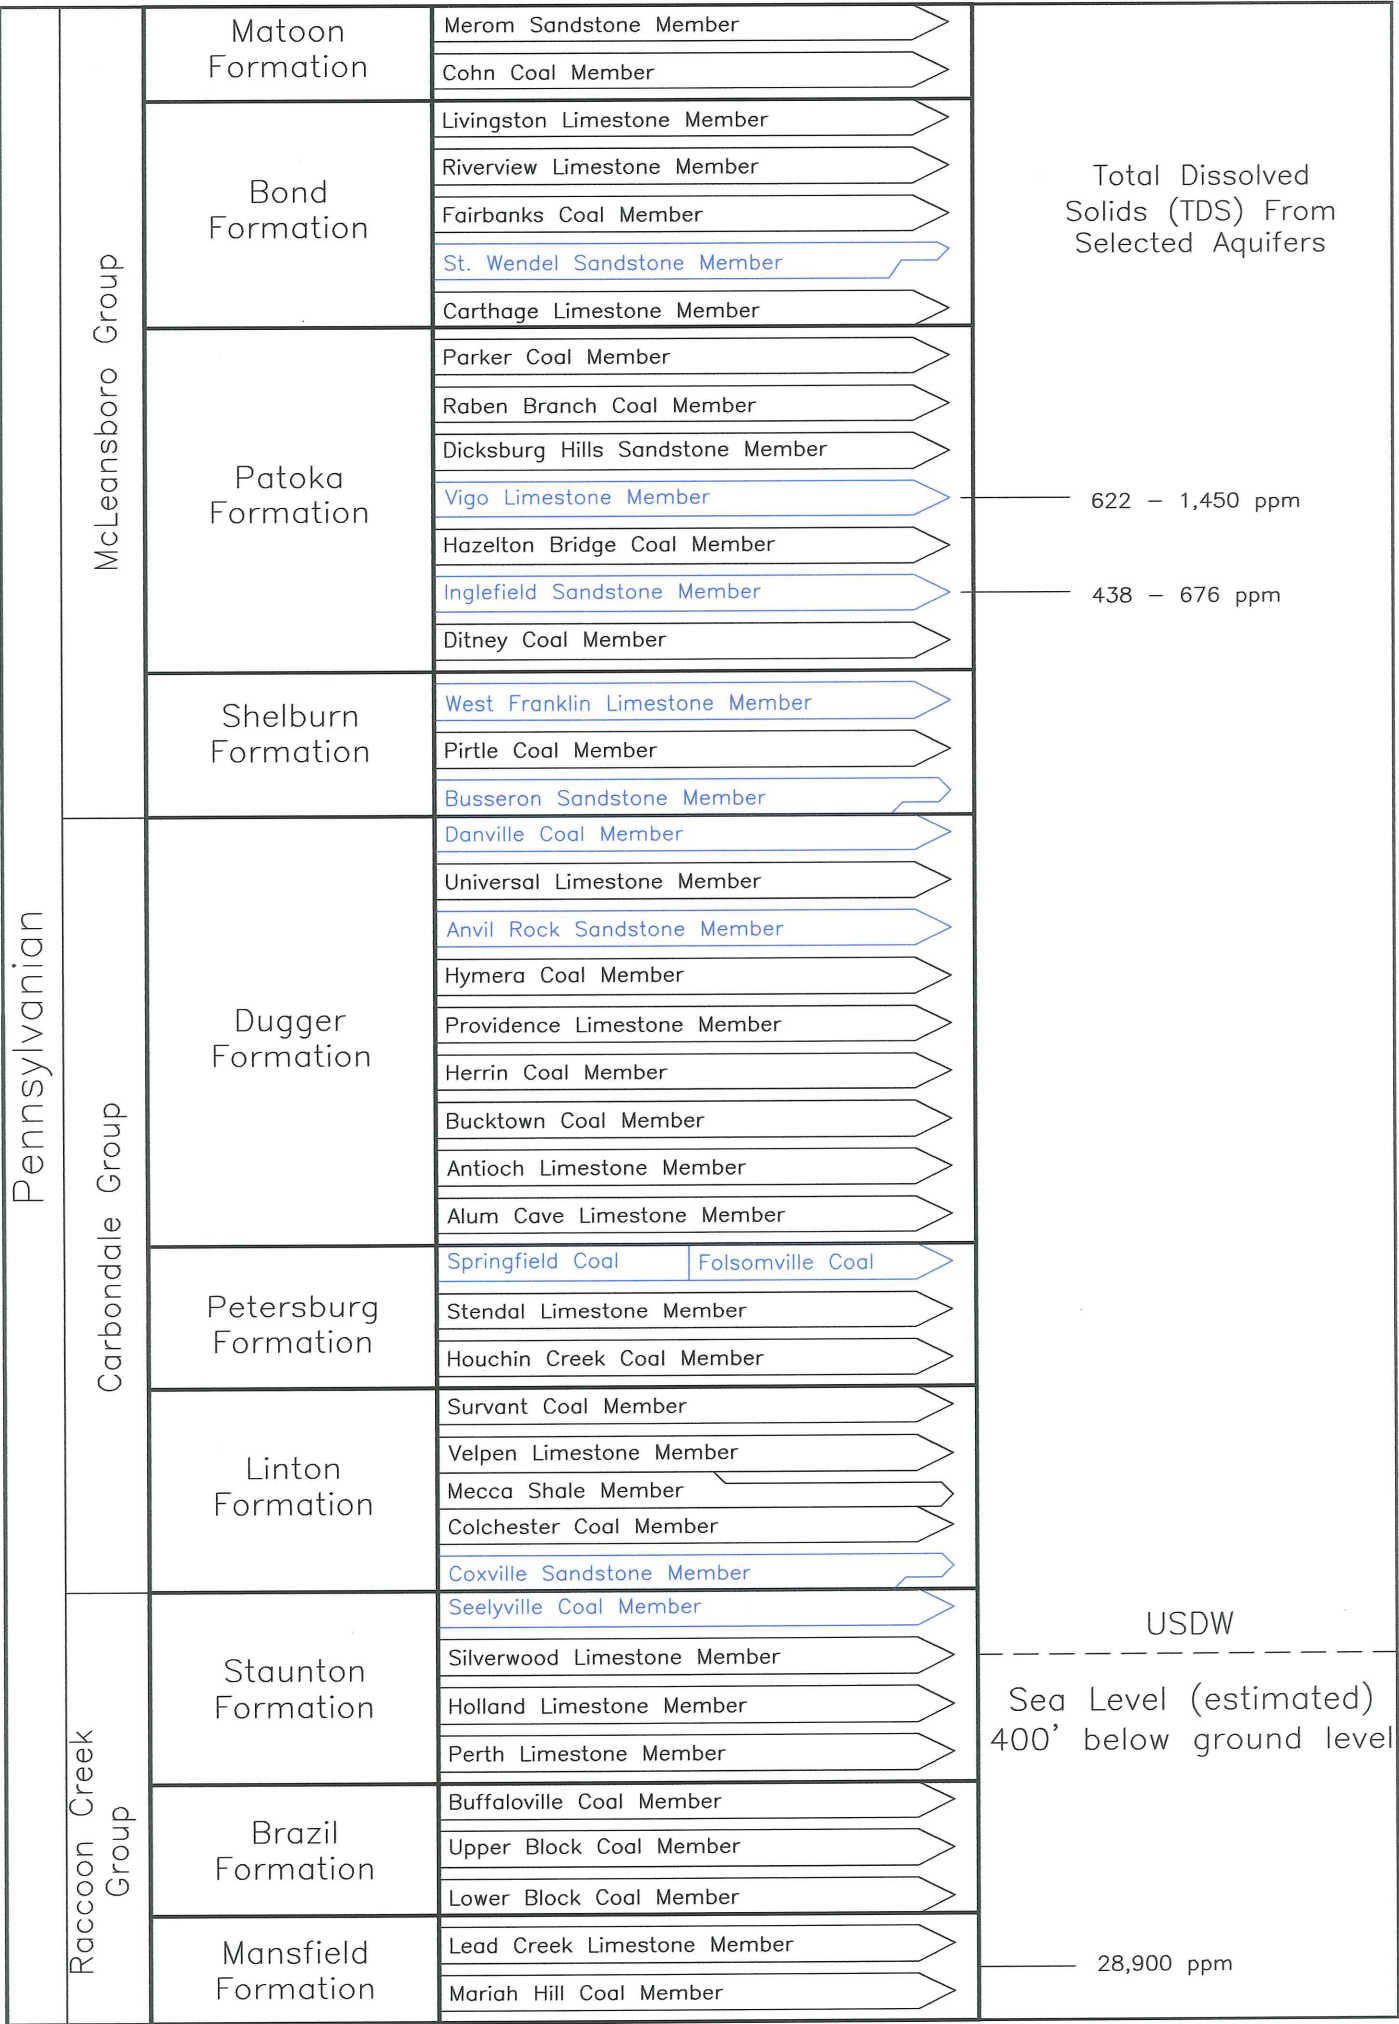 Pennsylvanian
McLeansboro Group
Matoon
Formation
Merom Sandstone Member
Cohn Coal Member
Bond
Formation
Livingston Limestone Member
Riverview Limestone Member
Fairbanks Coal Member
St. Wendel Sandstone Member
Carthage Limestone Member
Patoka
Formation
Parker Coal Member
Raben Branch Coal Member
Dicksburg Hills Sandstone Member
Vigo Limestone Member
Hazelton Bridge Coal Member
Inglefield Sandstone Member
Ditney Coal Member
Shelburn
Formation
West Franklin Limestone Member
Pirtle Coal Member
Busseron Sandstone Member
Carbondale Group
Dugger
Formation
Danville Coal Member
Universal Limestone Member
Anvil Rock Sandstone Member
Hymera Coal Member
Providence Limestone Member
Herrin Coal Member
Bucktown Coal Member
Antioch Limestone Member
Alum Cave Limestone Member
Petersburg
Formation
Springfield Coal
Folsomville Coal
Stendal Limestone Member
Houchin Creek Coal Member
Linton
Formation
Survant Coal Member
Velpen Limestone Member
Mecca Shale Member
Colchester Coal Member
Coxville Sandstone Member
Raccoon Creek
Group
Staunton
Formation
Seelyville Coal Member
Silverwood Limestone Member
Holland Limestone Member
Perth Limestone Member
Brazil
Formation
Buffaloville Coal Member
Upper Block Coal Member
Lower Block Coal Member
Mansfield
Formation
Lead Creek Limestone Member
Mariah Hill Coal Member
Total Dissolved
Solids (TDS) From
Selected Aquifers
622 – 1,450 ppm
438 – 676 ppm
USDW
Sea Level (estimated)
400' below ground level
28,900 ppm